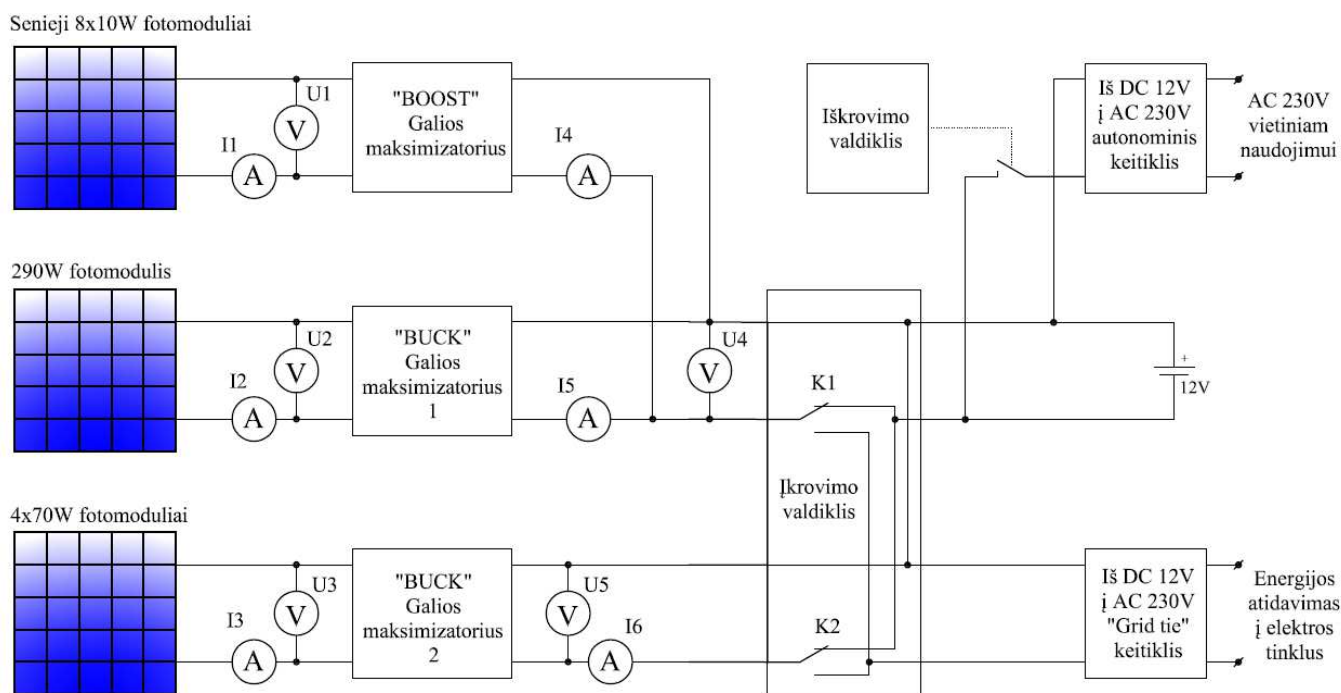 Senieji 8x10W fotomoduliai
I1
A
U1
V
"BOOST"
Galios
maksimizatorius
I4
A
Iškrovimo
valdiklis
Iš DC 12V
į AC 230V
autonominis
keitiklis
AC 230V
vietiniam
naudojimui
290W fotomodulis
I2
A
U2
V
"BUCK"
Galios
maksimizatorius
1
I5
A
U4
V
K1
+
12V
Įkrovimo
valdiklis
4x70W fotomoduliai
I3
A
U3
V
"BUCK"
Galios
maksimizatorius
2
U5
V
I6
A
K2
Iš DC 12V
į AC 230V
"Grid tie"
keitiklis
Energijos
atidavimas
į elektros
tinklus